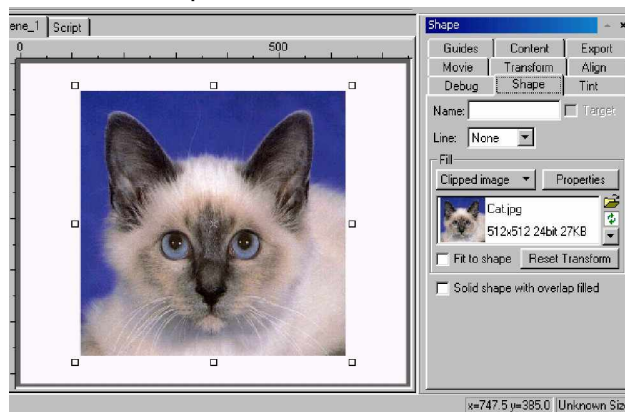 ene_1 Script
Shape
0 500
Guides Content Export
Movie Transform Align
Debug Shape Tint
Name: Target
Line: None
Fill
Clipped image Properties
Cat.jpg
512x512 24bit 27KB
Fit to shape Reset Transform
Solid shape with overlap filled
x=747.5 y=385.0 Unknown Siz